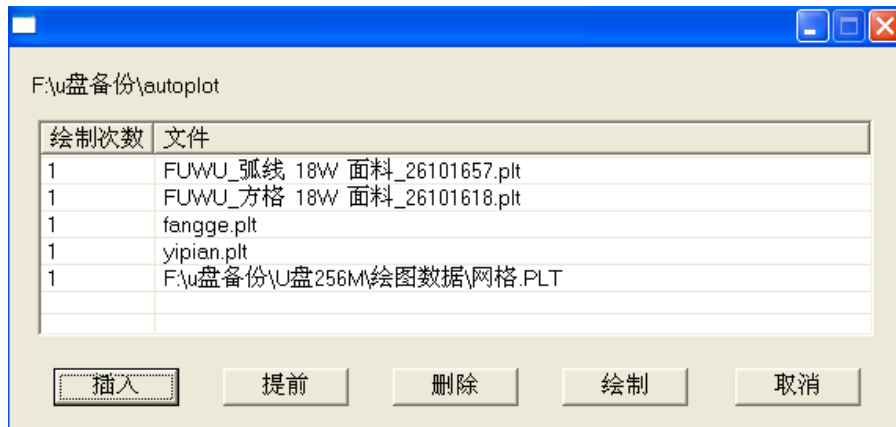 F:\u盘备份\autoplot
绘制次数 文件
1 FUWU_弧线 18W 面料_26101657.plt
1 FUWU_方格 18W 面料_26101618.plt
1 fangge.plt
1 yipian.plt
1 F:\u盘备份\U盘256M\绘图数据\网格.PLT
插入 提前 删除 绘制 取消